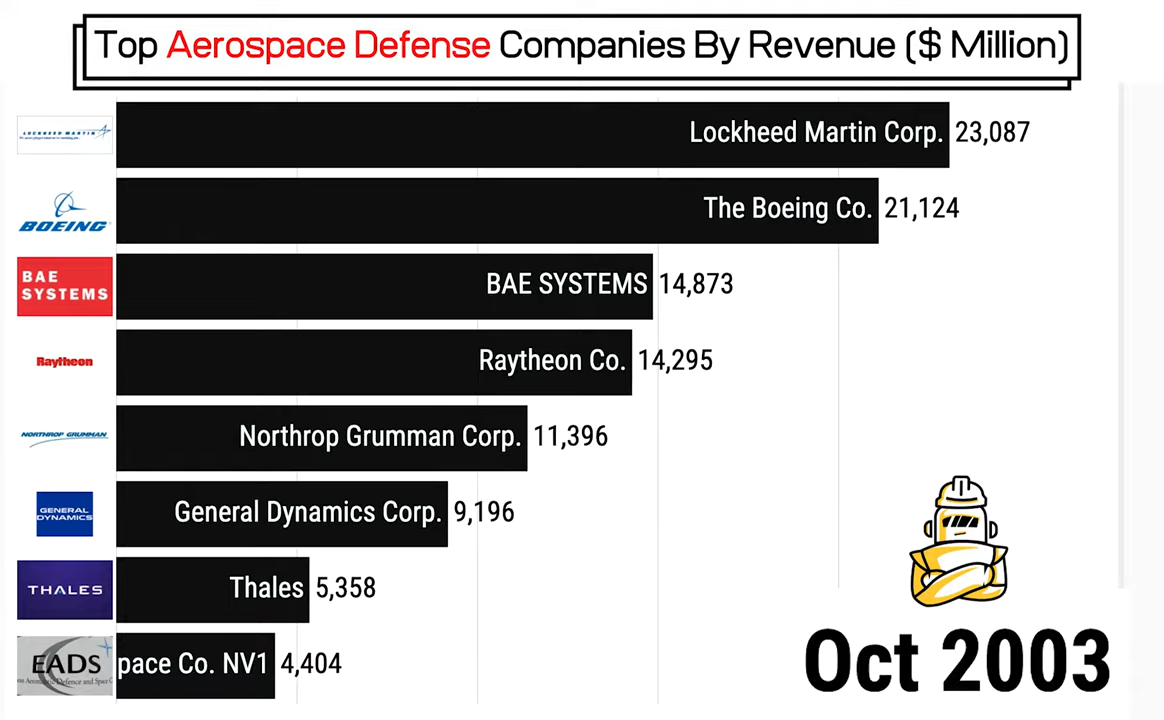 Top Aerospace Defense Companies By Revenue ($ Million)
LOCKHEED MARTIN
Lockheed Martin Corp. 23,087
BOEING
The Boeing Co. 21,124
BAE
SYSTEMS
BAE SYSTEMS 14,873
Raytheon
Raytheon Co. 14,295
NORTHROP GRUMMAN
Northrop Grumman Corp. 11,396
GENERAL
DYNAMICS
General Dynamics Corp. 9,196
THALES
Thales 5,358
EADS
pace Co. NV1 4,404
Oct 2003